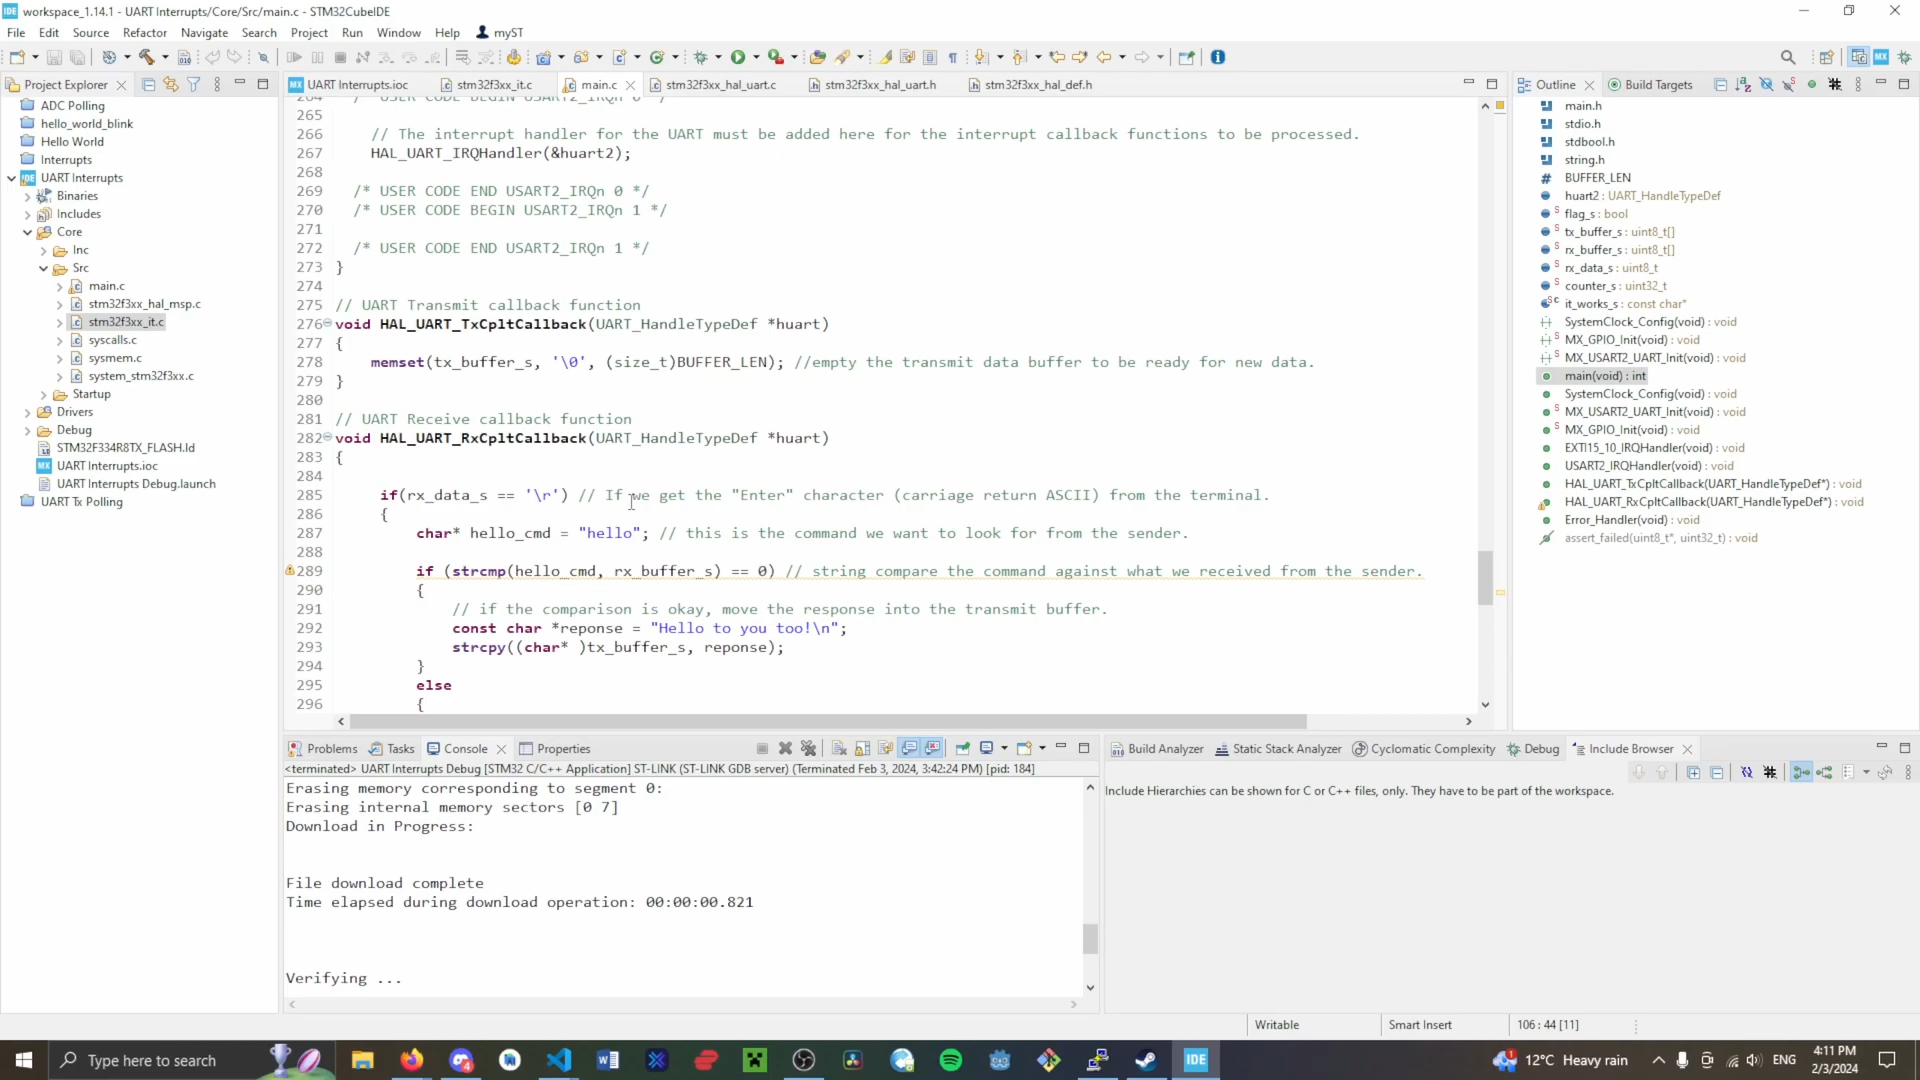 workspace_1.14.1 - UART Interrupts/Core/Src/main.c - STM32CubeIDE
File Edit Source Refactor Navigate Search Project Run Window Help myST
Project Explorer
ADC Polling
hello_world_blink
Hello World
Interrupts
UART Interrupts
Binaries
Includes
Core
Inc
Src
main.c
stm32f3xx_hal_msp.c
stm32f3xx_it.c
syscalls.c
sysmem.c
system_stm32f3xx.c
Startup
Drivers
Debug
STM32F334R8TX_FLASH.ld
UART Interrupts.ioc
UART Interrupts Debug.launch
UART Tx Polling
UART Interrupts.ioc stm32f3xx_it.c main.c stm32f3xx_hal_uart.c stm32f3xx_hal_uart.h stm32f3xx_hal_def.h
264 /* USER CODE BEGIN USART2_IRQn 0 */
265
266 // The interrupt handler for the UART must be added here for the interrupt callback functions to be processed.
267 HAL_UART_IRQHandler(&huart2);
268
269 /* USER CODE END USART2_IRQn 0 */
270 /* USER CODE BEGIN USART2_IRQn 1 */
271
272 /* USER CODE END USART2_IRQn 1 */
273 }
274
275 // UART Transmit callback function
276 void HAL_UART_TxCpltCallback(UART_HandleTypeDef *huart)
277 {
278 memset(tx_buffer_s, '\0', (size_t)BUFFER_LEN); //empty the transmit data buffer to be ready for new data.
279 }
280
281 // UART Receive callback function
282 void HAL_UART_RxCpltCallback(UART_HandleTypeDef *huart)
283 {
284
285 if(rx_data_s == '\r') // If we get the "Enter" character (carriage return ASCII) from the terminal.
286 {
287 char* hello_cmd = "hello"; // this is the command we want to look for from the sender.
288
289 if (strcmp(hello_cmd, rx_buffer_s) == 0) // string compare the command against what we received from the sender.
290 {
291 // if the comparison is okay, move the response into the transmit buffer.
292 const char *reponse = "Hello to you too!\n";
293 strcpy((char* )tx_buffer_s, reponse);
294 }
295 else
296 {
Outline Build Targets
main.h
stdio.h
stdbool.h
string.h
BUFFER_LEN
huart2 : UART_HandleTypeDef
flag_s : bool
tx_buffer_s : uint8_t[]
rx_buffer_s : uint8_t[]
rx_data_s : uint8_t
counter_s : uint32_t
it_works_s : const char*
SystemClock_Config(void) : void
MX_GPIO_Init(void) : void
MX_USART2_UART_Init(void) : void
main(void) : int
SystemClock_Config(void) : void
MX_USART2_UART_Init(void) : void
MX_GPIO_Init(void) : void
EXTI15_10_IRQHandler(void) : void
USART2_IRQHandler(void) : void
HAL_UART_TxCpltCallback(UART_HandleTypeDef*) : void
HAL_UART_RxCpltCallback(UART_HandleTypeDef*) : void
Error_Handler(void) : void
assert_failed(uint8_t*, uint32_t) : void
Problems Tasks Console Properties
<terminated> UART Interrupts Debug [STM32 C/C++ Application] ST-LINK (ST-LINK GDB server) (Terminated Feb 3, 2024, 3:42:24 PM) [pid: 184]
Erasing memory corresponding to segment 0:
Erasing internal memory sectors [0 7]
Download in Progress:
File download complete
Time elapsed during download operation: 00:00:00.821
Verifying ...
Build Analyzer Static Stack Analyzer Cyclomatic Complexity Debug Include Browser
Include Hierarchies can be shown for C or C++ files, only. They have to be part of the workspace.
Writable Smart Insert 106 : 44 [11]
Type here to search
IDE
12°C Heavy rain
ENG
4:11 PM
2/3/2024